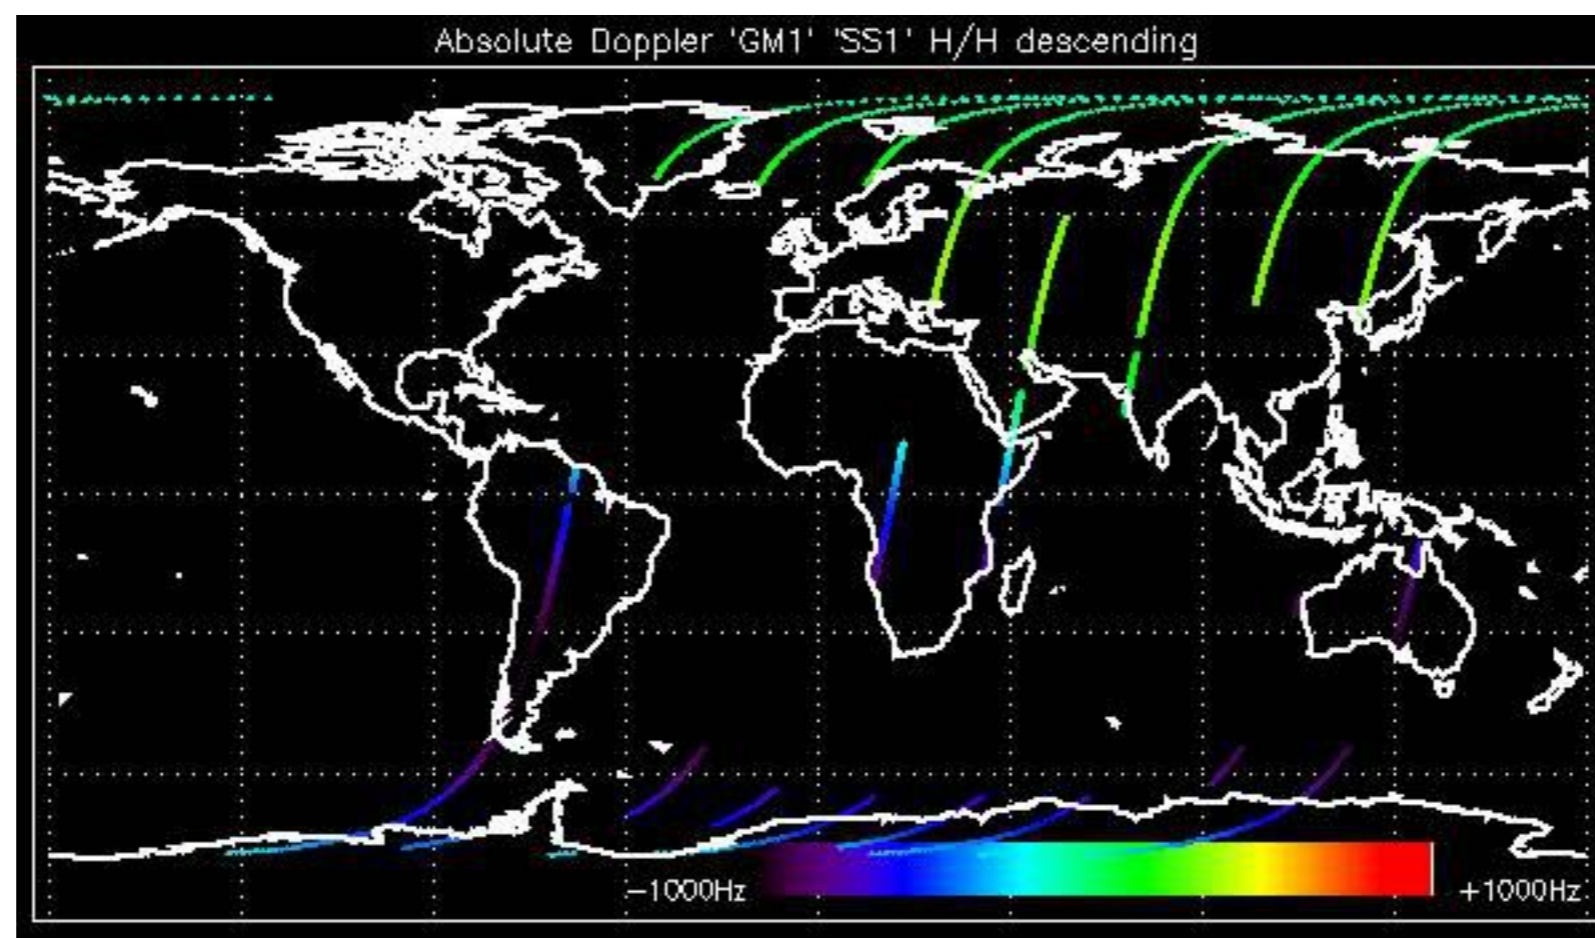 Absolute Doppler 'GM1' 'SS1' H/H descending
−1000Hz
+1000Hz